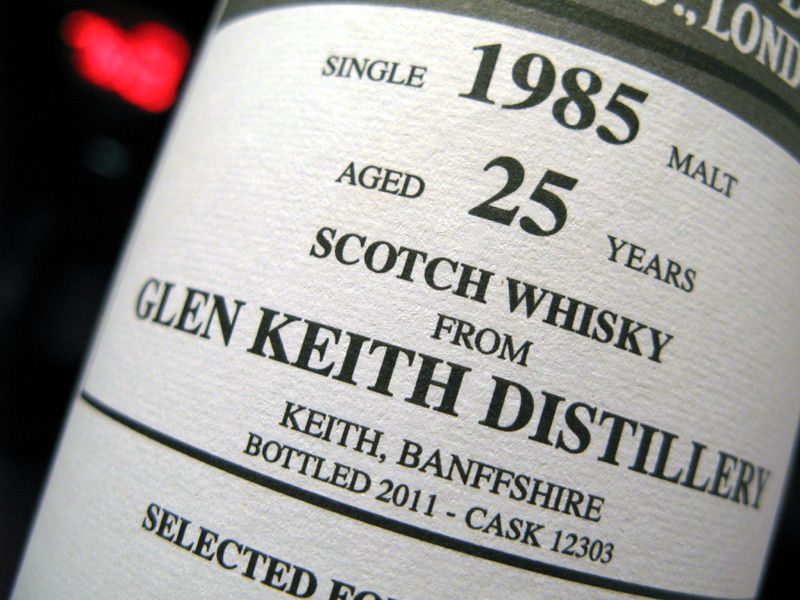 LOND
SINGLE 1985 MALT
AGED 25 YEARS
SCOTCH WHISKY
FROM
GLEN KEITH DISTILLERY
KEITH, BANFFSHIRE
BOTTLED 2011 - CASK 12303
SELECTED